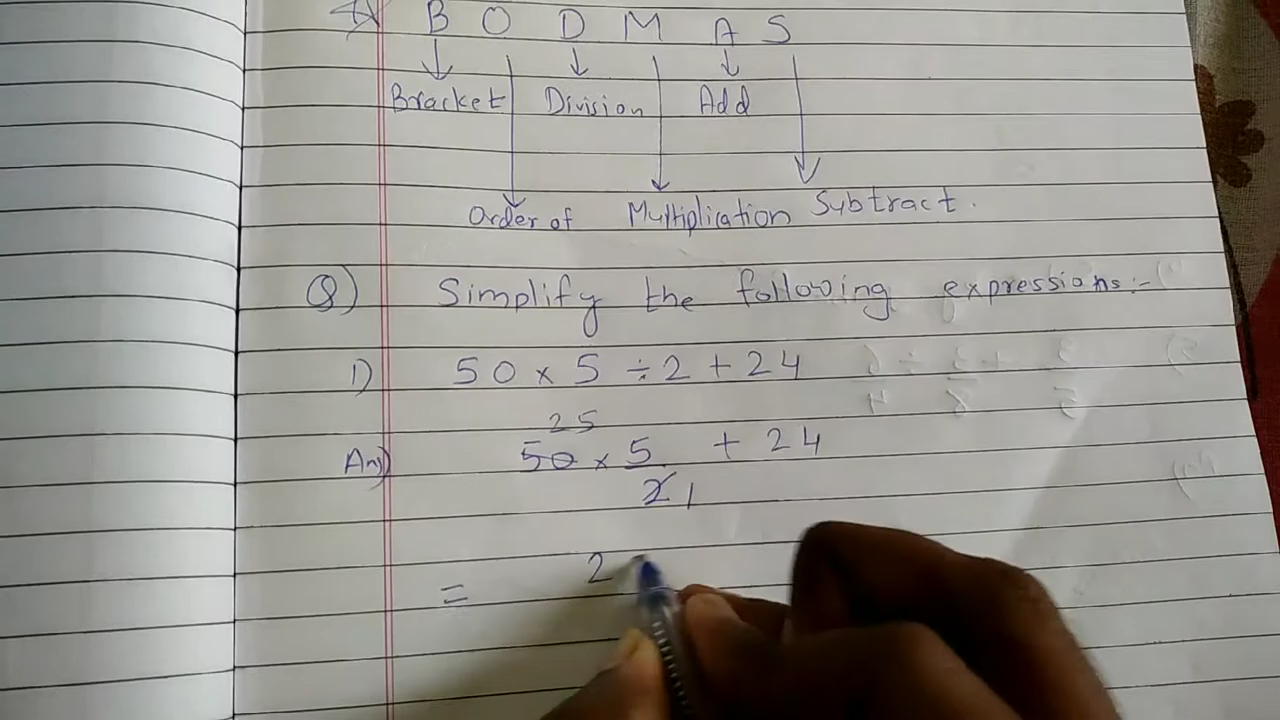 B O D M A S
Bracket Division Add
Order of Multiplication Subtract.
Q) Simplify the following expressions:-
1) 50 × 5 ÷ 2 + 24
25
Ans) 50 × 5 + 24
2 1
= 2